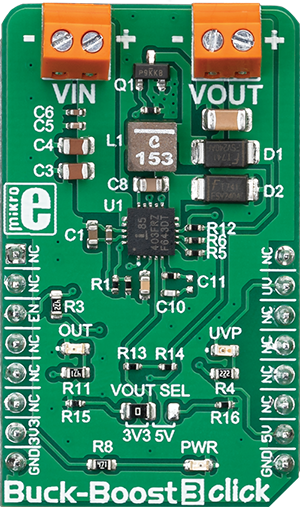 - + - +
VIN Q1 VOUT
C6
C5
C4
L1
C
153
D1
C3
C8
D2
mikro
e
U1
C1
R12
R6
R5
NC NC
R1
C11
C10
NC UV
EN
R3
NC
OUT UVP
NC NC
R13 R14
R11 R4
NC NC
VOUT SEL
R15 R16
NC NC
3V3 5V
3V3 5V
R8 PWR
GND GND
Buck-Boost 3 click